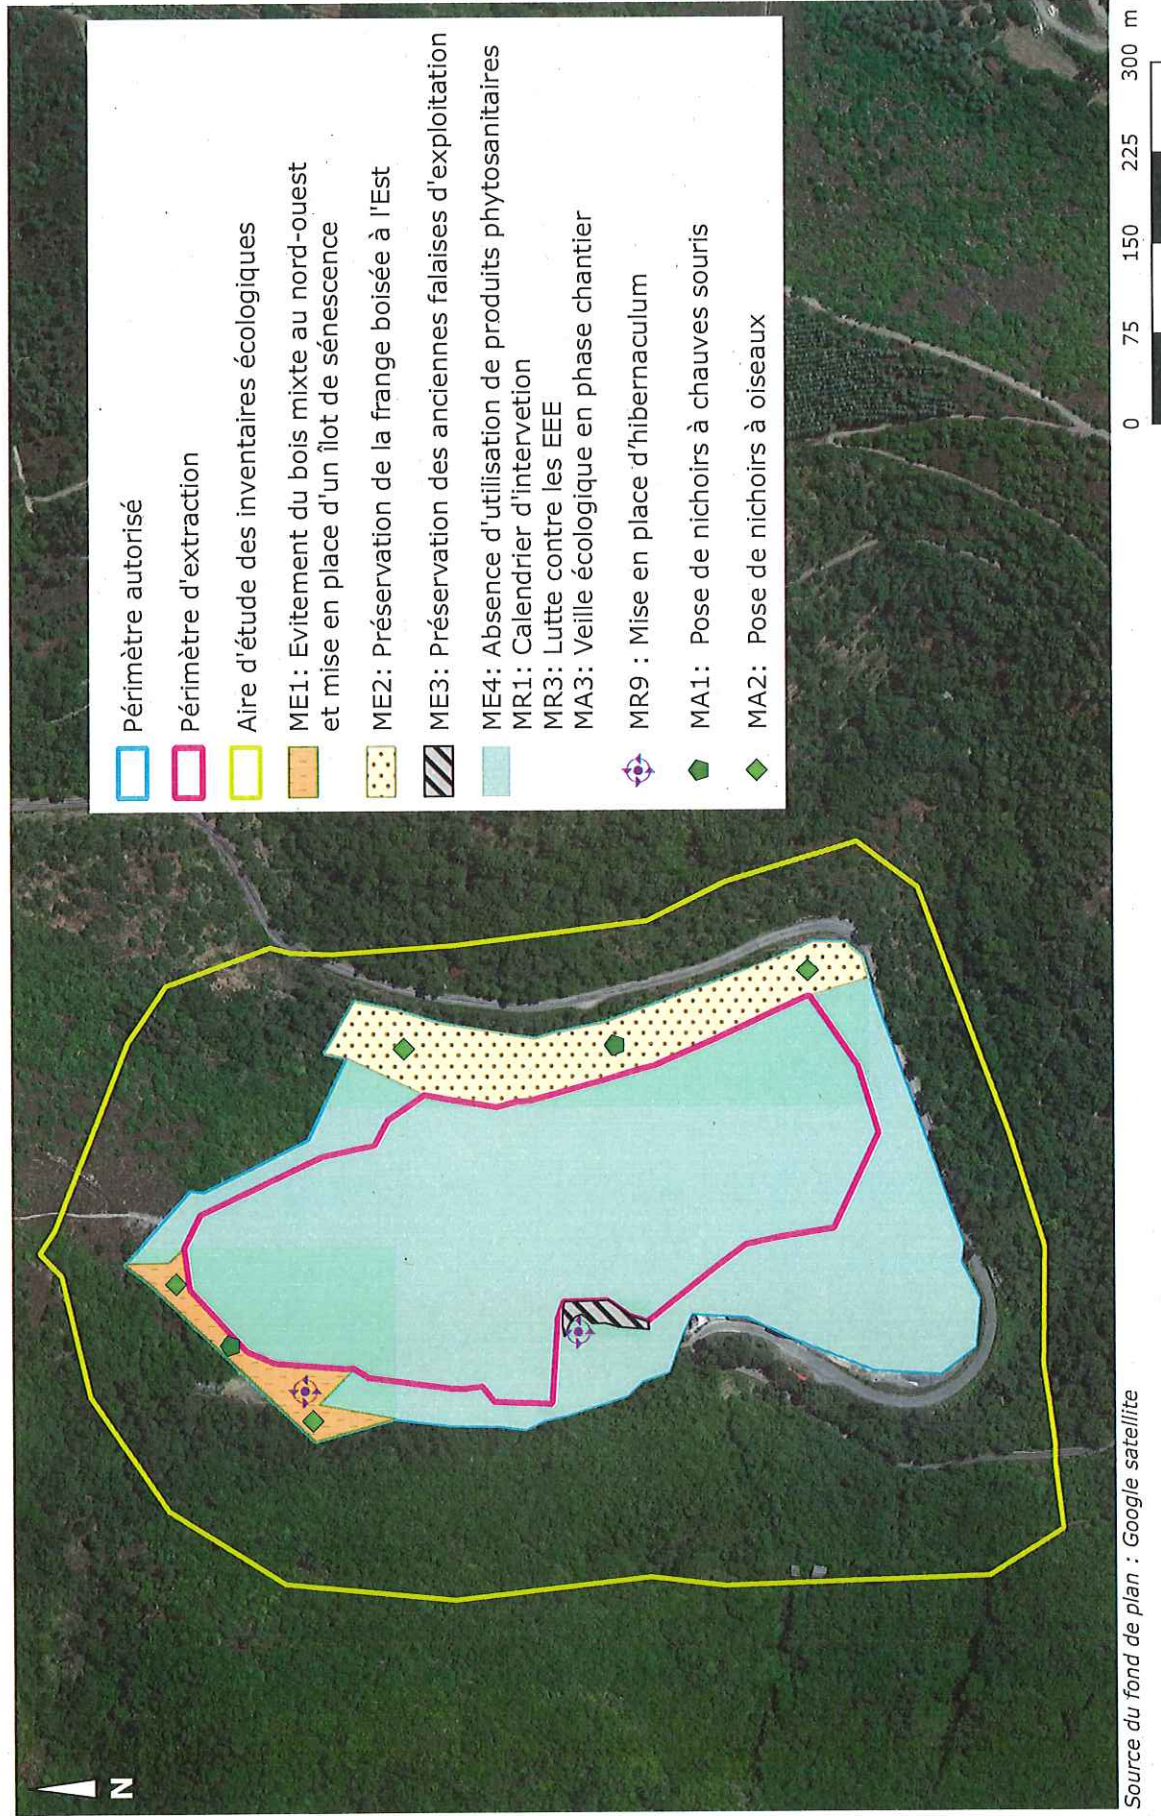 Périmètre autorisé
Périmètre d'extraction
Aire d'étude des inventaires écologiques
ME1: Evitement du bois mixte au nord-ouest
et mise en place d'un îlot de sénescence
ME2: Préservation de la frange boisée à l'Est
ME3: Préservation des anciennes falaises d'exploitation
ME4: Absence d'utilisation de produits phytosanitaires
MR1: Calendrier d'intervetion
MR3: Lutte contre les EEE
MA3: Veille écologique en phase chantier
MR9 : Mise en place d'hibernaculum
MA1: Pose de nichoirs à chauves souris
MA2: Pose de nichoirs à oiseaux
N
Source du fond de plan : Google satellite
0 75 150 225 300 m